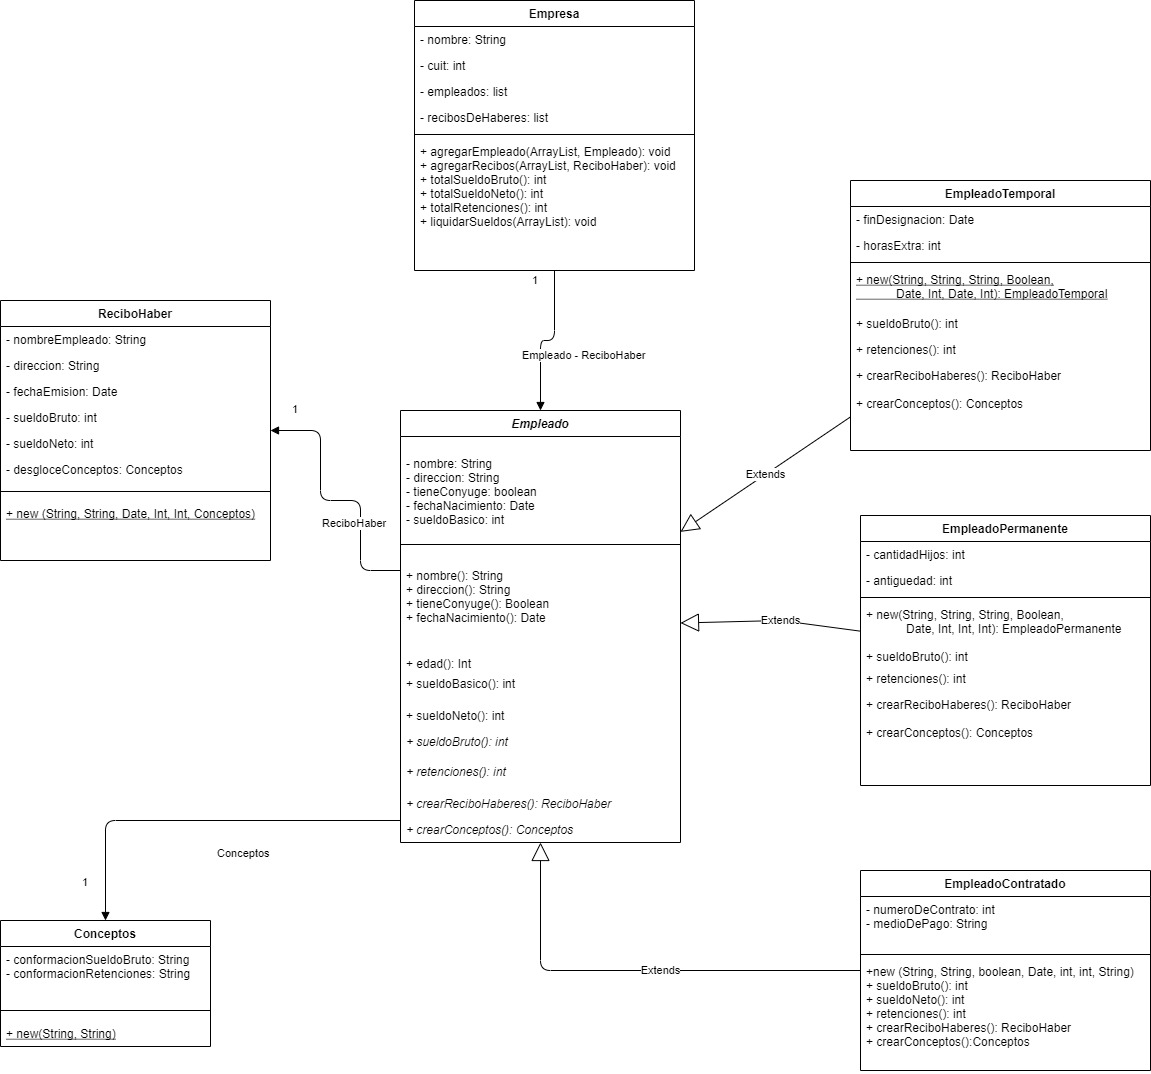 Empresa
- nombre: String
- cuit: int
- empleados: list
- recibosDeHaberes: list
+ agregarEmpleado(ArrayList, Empleado): void
+ agregarRecibos(ArrayList, ReciboHaber): void
+ totalSueldoBruto(): int
+ totalSueldoNeto(): int
+ totalRetenciones(): int
+ liquidarSueldos(ArrayList): void
1
Empleado - ReciboHaber
ReciboHaber
- nombreEmpleado: String
- direccion: String
- fechaEmision: Date
- sueldoBruto: int
- sueldoNeto: int
- desgloceConceptos: Conceptos
+ new (String, String, Date, Int, Int, Conceptos)
1
ReciboHaber
Empleado
- nombre: String
- direccion: String
- tieneConyuge: boolean
- fechaNacimiento: Date
- sueldoBasico: int
+ nombre(): String
+ direccion(): String
+ tieneConyuge(): Boolean
+ fechaNacimiento(): Date
+ edad(): Int
+ sueldoBasico(): int
+ sueldoNeto(): int
+ sueldoBruto(): int
+ retenciones(): int
+ crearReciboHaberes(): ReciboHaber
+ crearConceptos(): Conceptos
EmpleadoTemporal
- finDesignacion: Date
- horasExtra: int
+ new(String, String, String, Boolean,
Date, Int, Date, Int): EmpleadoTemporal
+ sueldoBruto(): int
+ retenciones(): int
+ crearReciboHaberes(): ReciboHaber
+ crearConceptos(): Conceptos
Extends
EmpleadoPermanente
- cantidadHijos: int
- antiguedad: int
+ new(String, String, String, Boolean,
Date, Int, Int, Int): EmpleadoPermanente
+ sueldoBruto(): int
+ retenciones(): int
+ crearReciboHaberes(): ReciboHaber
+ crearConceptos(): Conceptos
Extends
Conceptos
1
Conceptos
- conformacionSueldoBruto: String
- conformacionRetenciones: String
+ new(String, String)
EmpleadoContratado
- numeroDeContrato: int
- medioDePago: String
+new (String, String, boolean, Date, int, int, String)
+ sueldoBruto(): int
+ sueldoNeto(): int
+ retenciones(): int
+ crearReciboHaberes(): ReciboHaber
+ crearConceptos():Conceptos
Extends